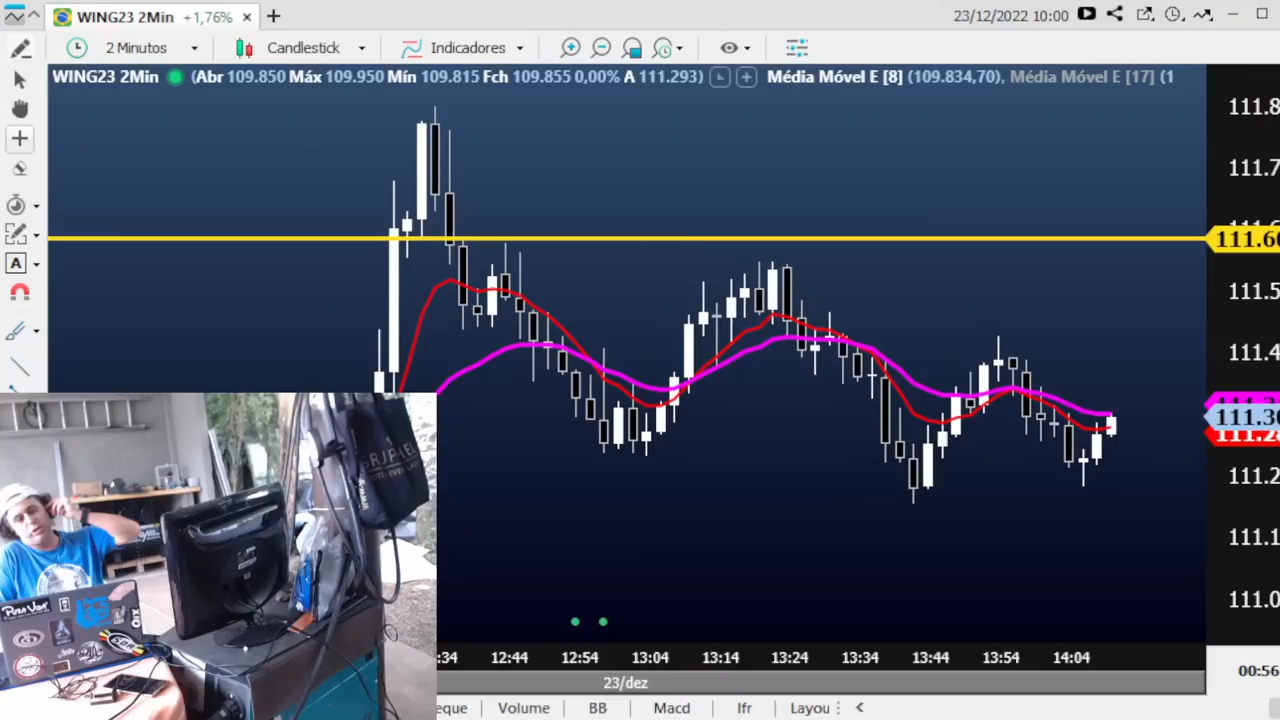 WING23 2Min +1,76%
23/12/2022 10:00
2 Minutos Candlestick Indicadores
WING23 2Min (Abr 109.850 Máx 109.950 Mín 109.815 Fch 109.855 0,00% A 111.293) Média Móvel E [8] (109.834,70), Média Móvel E [17] (1
A
111.8
111.7
111.60
111.5
111.4
111.30
111.28
111.2
111.1
111.0
PURA VIDA
:34 12:44 12:54 13:04 13:14 13:24 13:34 13:44 13:54 14:04
00:56
23/dez
eque Volume BB Macd Ifr Layou